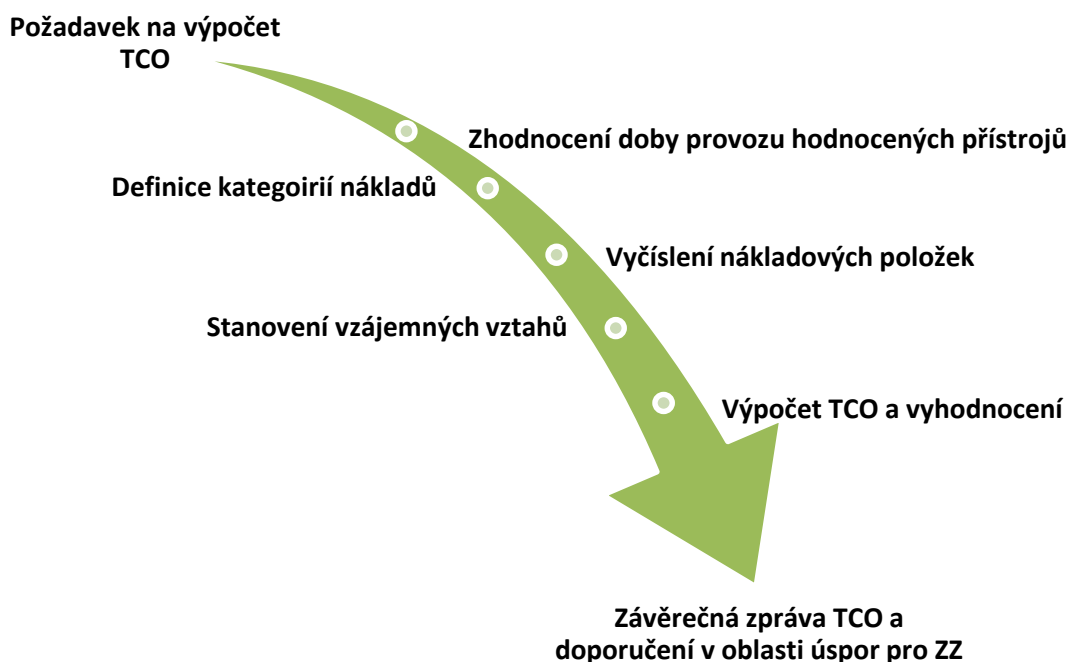 Požadavek na výpočet
TCO
Zhodnocení doby provozu hodnocených přístrojů
Definice kategoirií nákladů
Vyčíslení nákladových položek
Stanovení vzájemných vztahů
Výpočet TCO a vyhodnocení
Závěrečná zpráva TCO a
doporučení v oblasti úspor pro ZZ